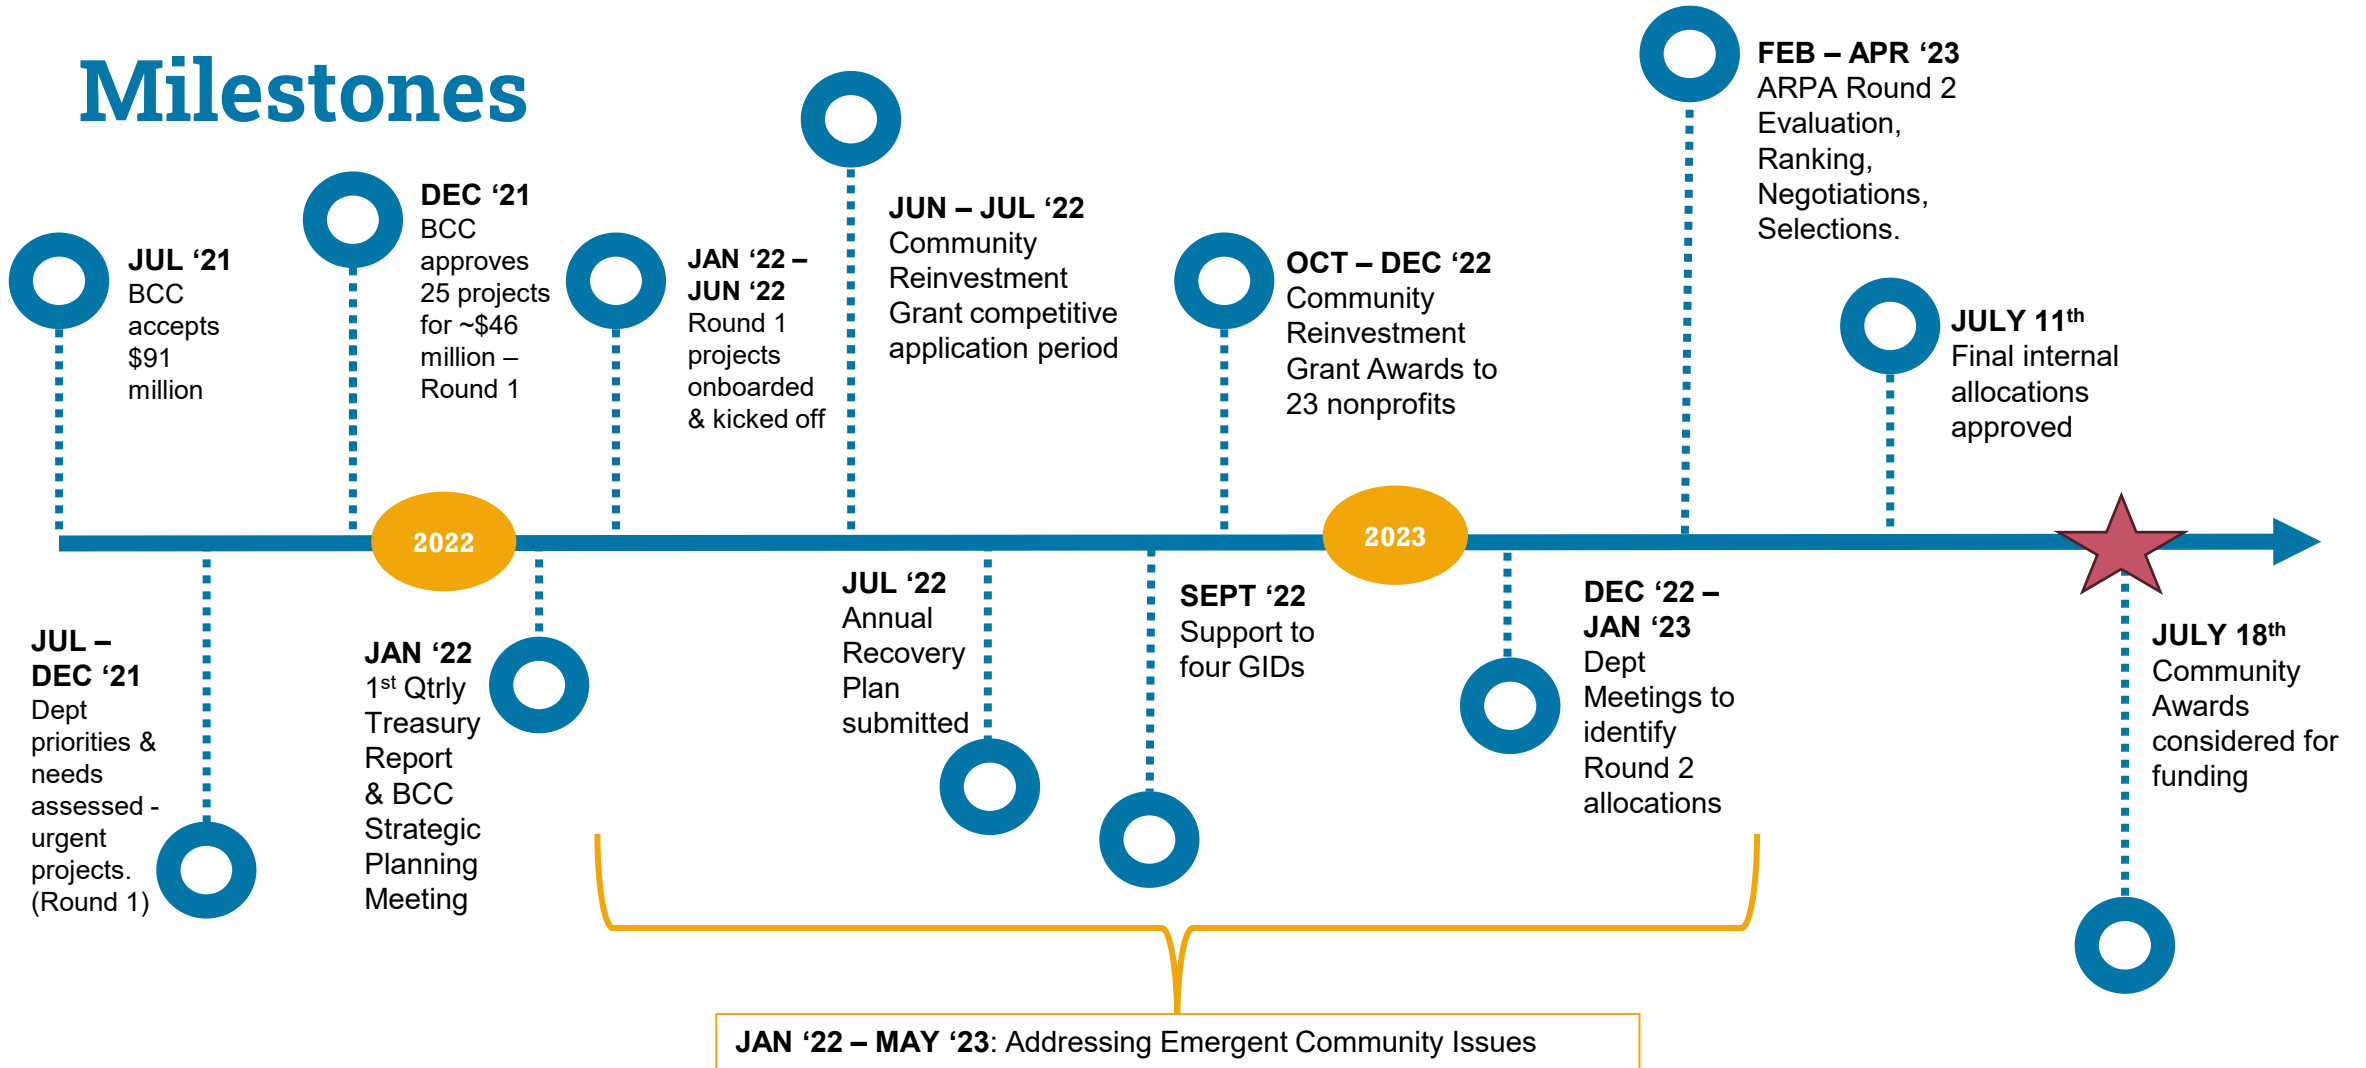 Milestones
JUL ‘21
BCC
accepts
$91
million
DEC ‘21
BCC
approves
25 projects
for ~$46
million –
Round 1
JAN ‘22 –
JUN ‘22
Round 1
projects
onboarded
& kicked off
JUN – JUL ‘22
Community
Reinvestment
Grant competitive
application period
OCT – DEC ‘22
Community
Reinvestment
Grant Awards to
23 nonprofits
FEB – APR ‘23
ARPA Round 2
Evaluation,
Ranking,
Negotiations,
Selections.
JULY 11th
Final internal
allocations
approved
2022
2023
JUL –
DEC ‘21
Dept
priorities &
needs
assessed -
urgent
projects.
(Round 1)
JAN ‘22
1st Qtrly
Treasury
Report
& BCC
Strategic
Planning
Meeting
JUL ‘22
Annual
Recovery
Plan
submitted
SEPT ‘22
Support to
four GIDs
DEC ‘22 –
JAN ‘23
Dept
Meetings to
identify
Round 2
allocations
JULY 18th
Community
Awards
considered for
funding
JAN ‘22 – MAY ‘23: Addressing Emergent Community Issues